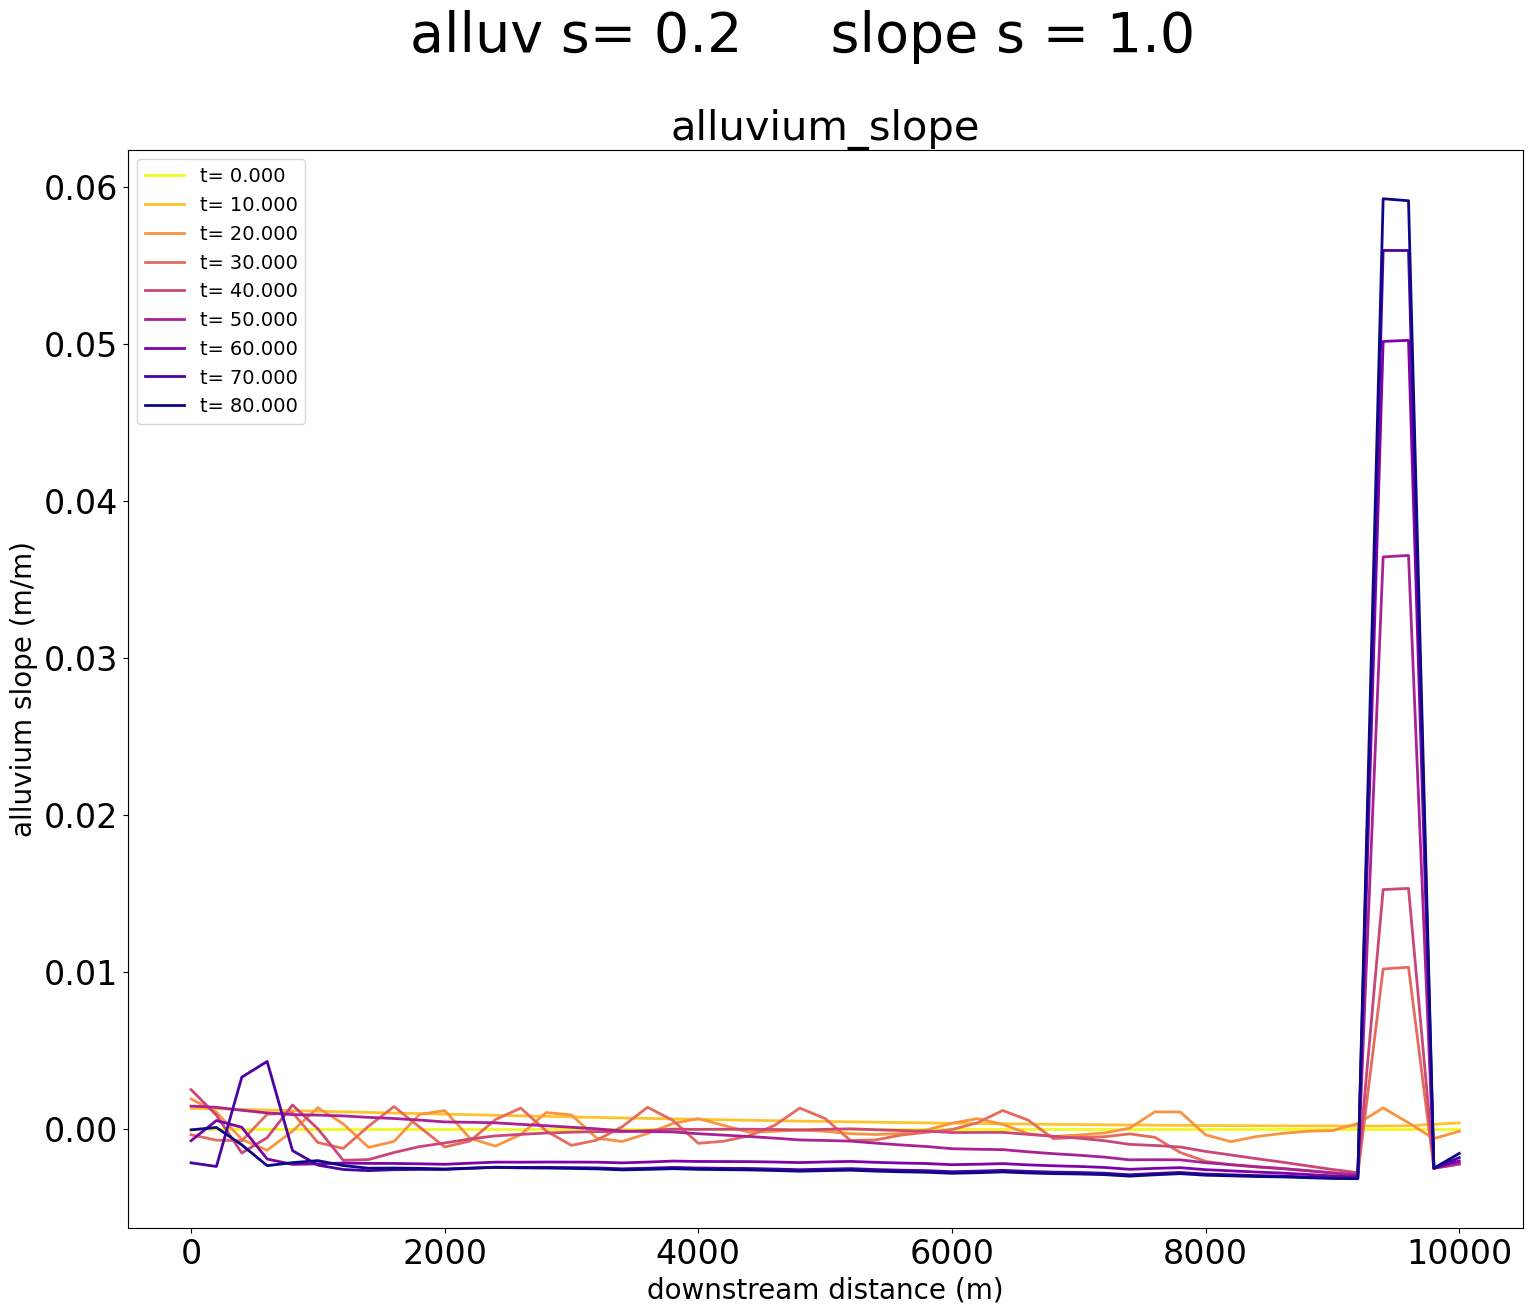 alluv s= 0.2 slope s = 1.0
alluvium_slope
t= 0.000
t= 10.000
t= 20.000
t= 30.000
t= 40.000
t= 50.000
t= 60.000
t= 70.000
t= 80.000
0.06
0.05
0.04
0.03
0.02
0.01
0.00
alluvium slope (m/m)
0 2000 4000 6000 8000 10000
downstream distance (m)